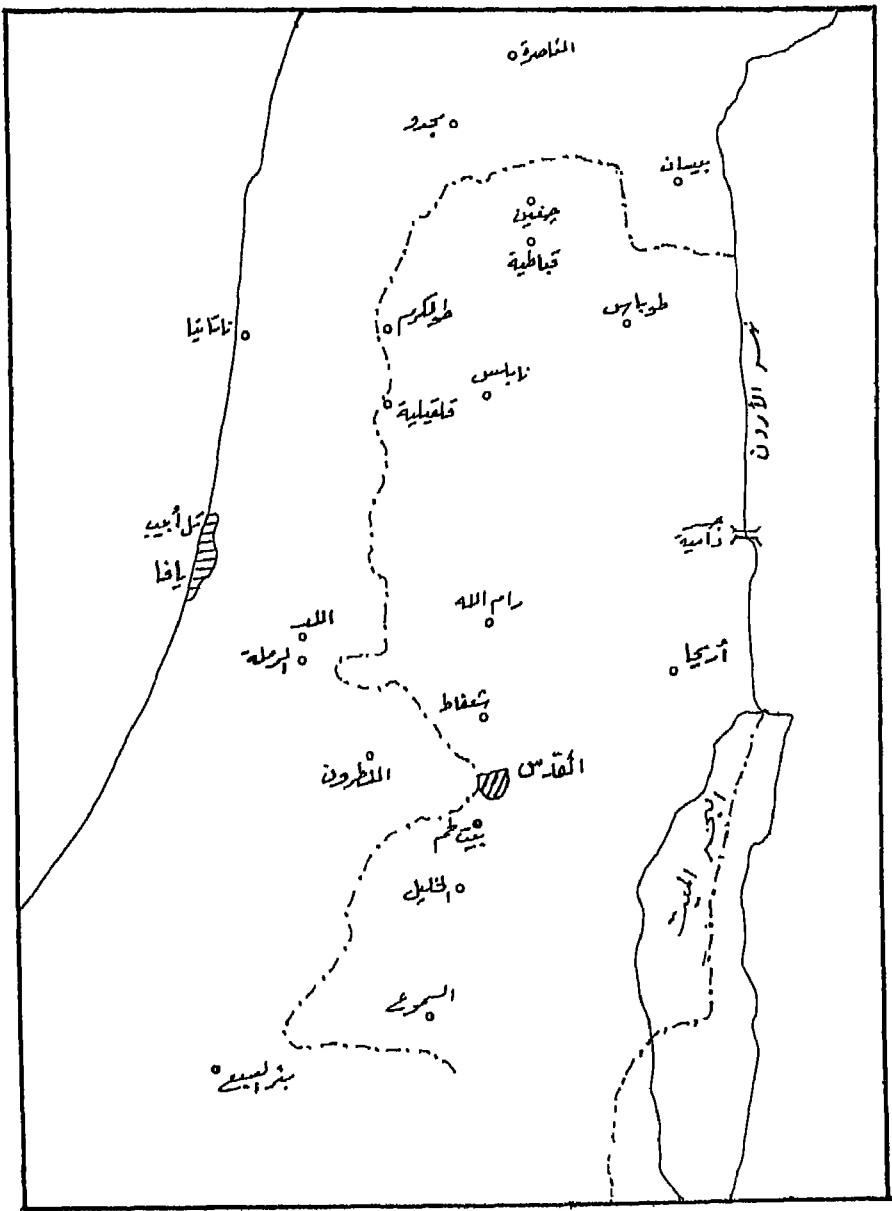 الناصرة
مجدو
بيسان
جنين
قباطية
طوباس
طولكرم
ناتانيا
نابلس
قلقيلية
نهر الأردن
تل أبيب
يافا
جسر
دامية
رام الله
اللد
الرملة
أريحا
شعفاط
القدس
اللطرون
بيت لحم
البحر الميت
الخليل
السموع
بئر السبع